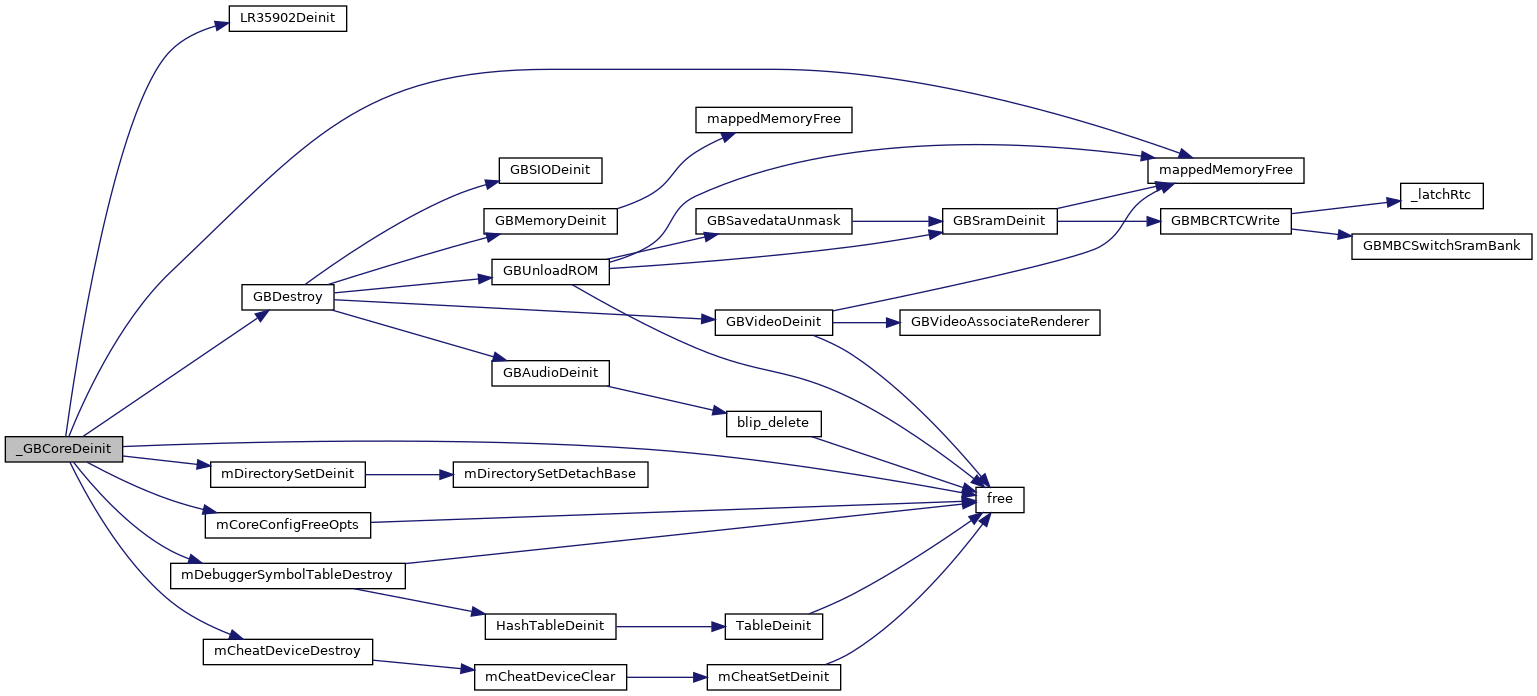 LR35902Deinit
mappedMemoryFree
GBSIODeinit
mappedMemoryFree
_latchRtc
GBMemoryDeinit
GBSavedataUnmask
GBSramDeinit
GBMBCRTCWrite
GBMBCSwitchSramBank
GBUnloadROM
GBDestroy
GBVideoDeinit
GBVideoAssociateRenderer
GBAudioDeinit
blip_delete
_GBCoreDeinit
mDirectorySetDeinit
mDirectorySetDetachBase
free
mCoreConfigFreeOpts
mDebuggerSymbolTableDestroy
HashTableDeinit
TableDeinit
mCheatDeviceDestroy
mCheatDeviceClear
mCheatSetDeinit